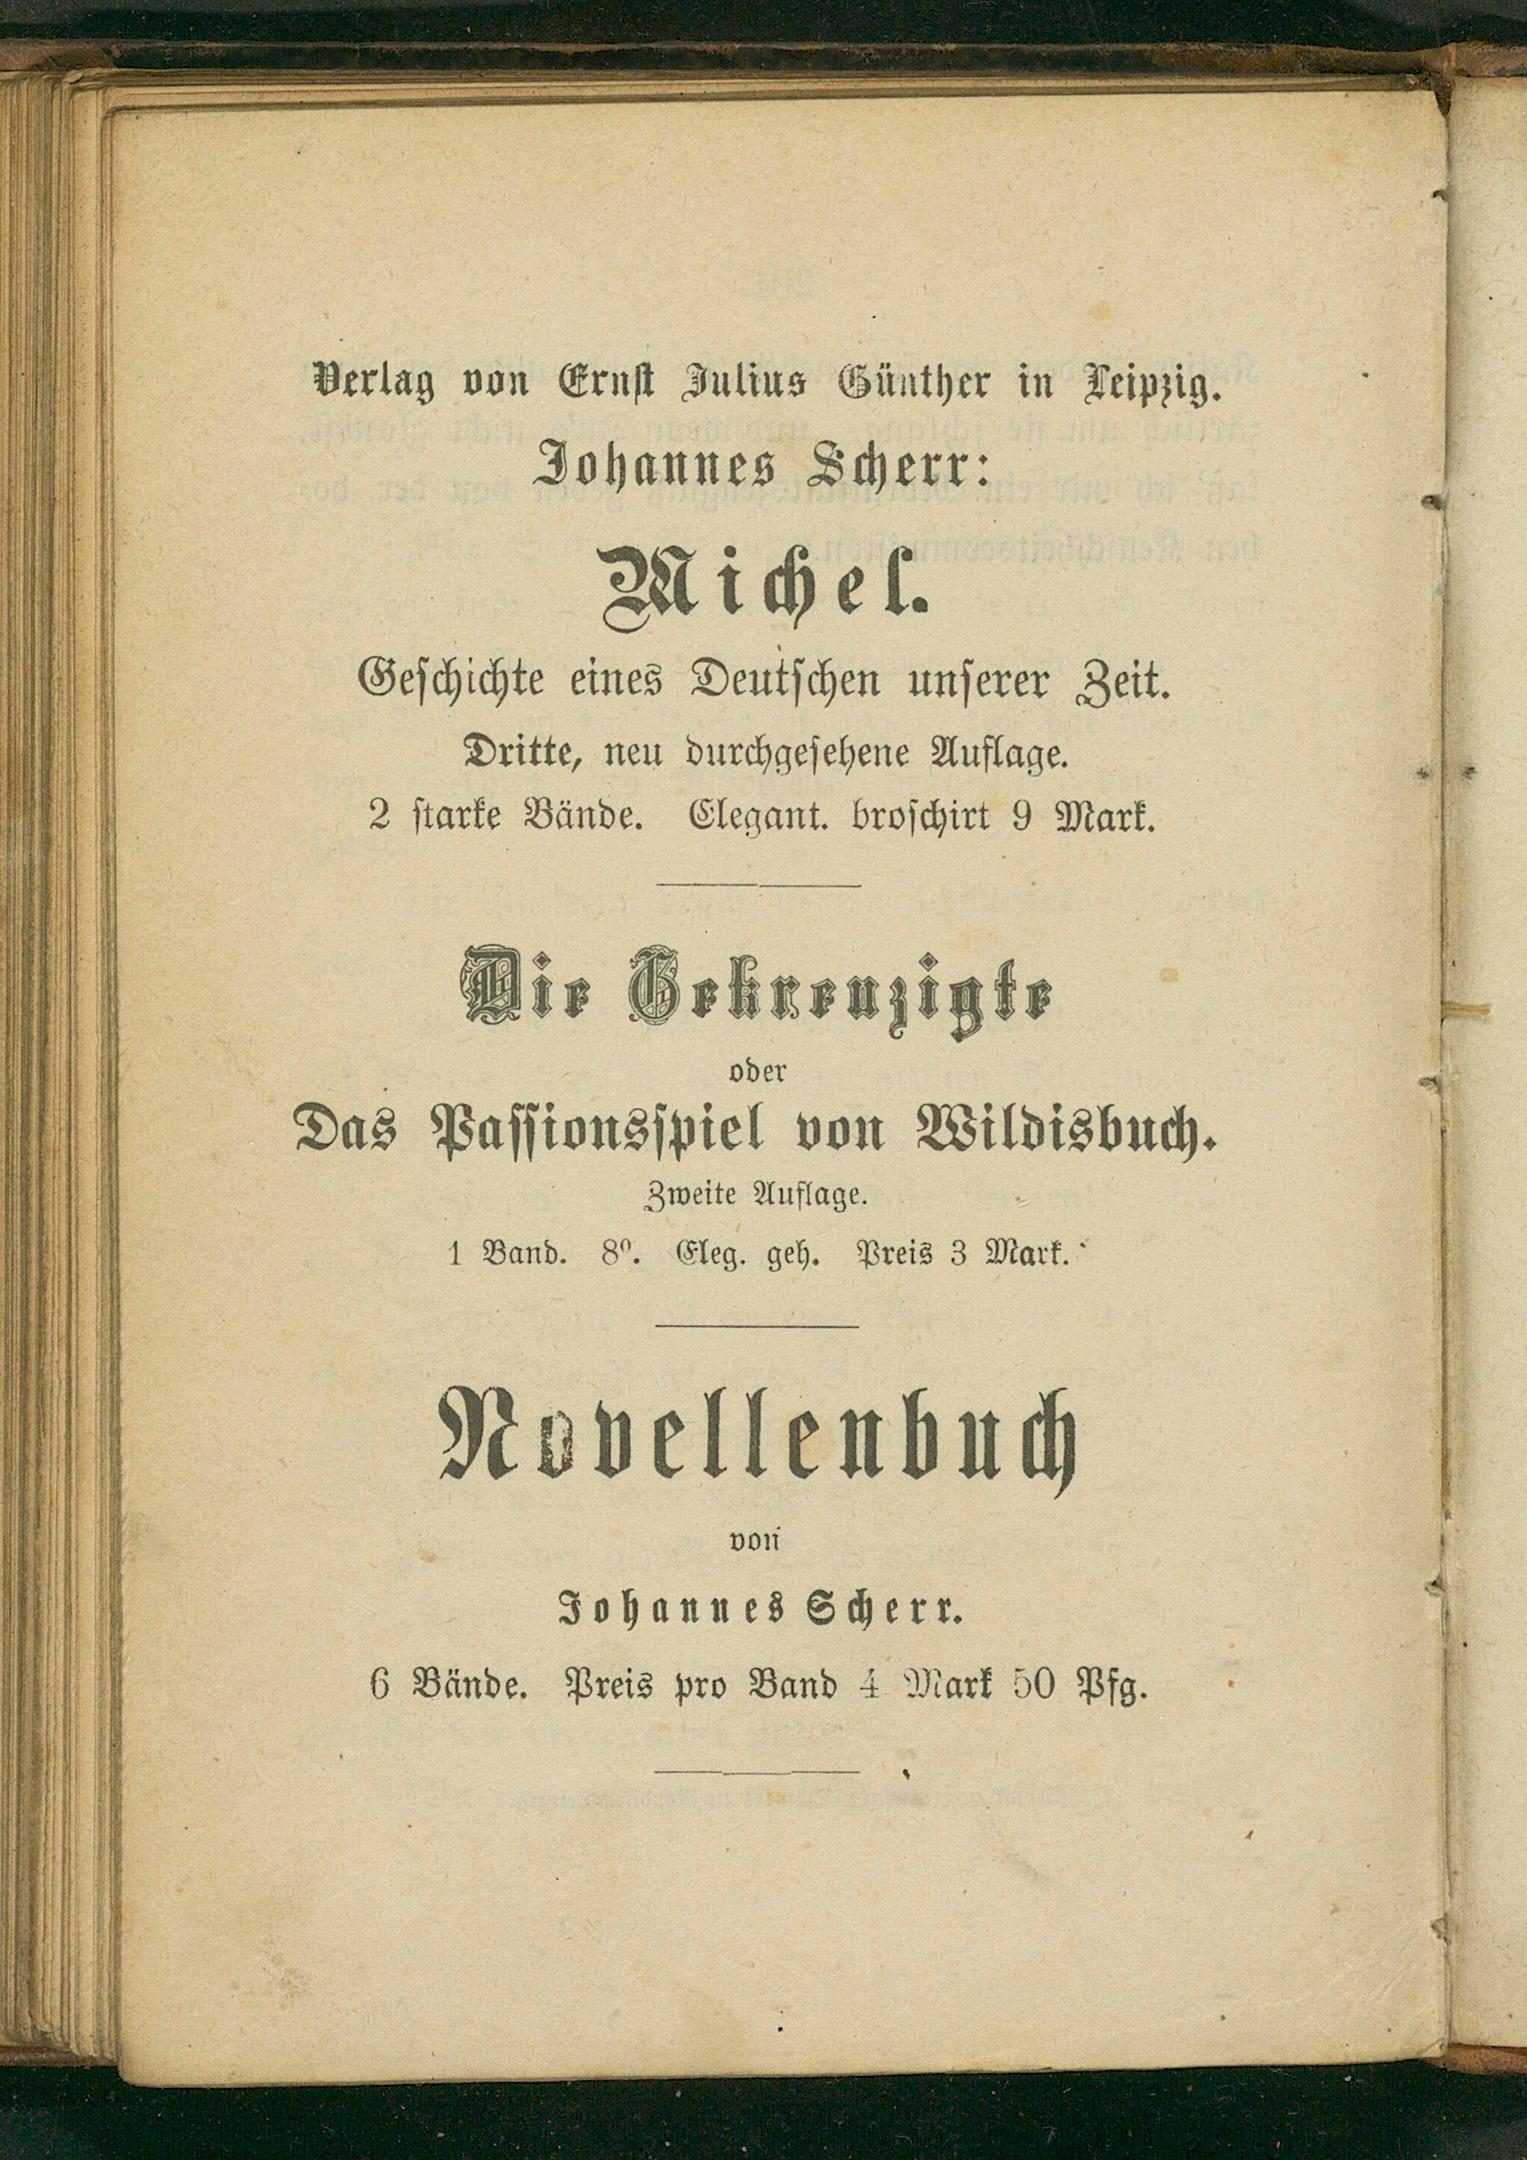 Verlag von Ernst Julius Günther in Leipzig.
Johannes Scherr:
Michel.
Geschichte eines Deutschen unserer Zeit.
Dritte, neu durchgesehene Auflage.
2 starke Bände. Elegant. broschirt 9 Mark.
Die Gekreuzigte
oder
Das Passionsspiel von Wildisbuch.
Zweite Auflage.
1 Band. 8⁰. Eleg. geh. Preis 3 Mark.
Novellenbuch
von
Johannes Scherr.
6 Bände. Preis pro Band 4 Mark 50 Pfg.